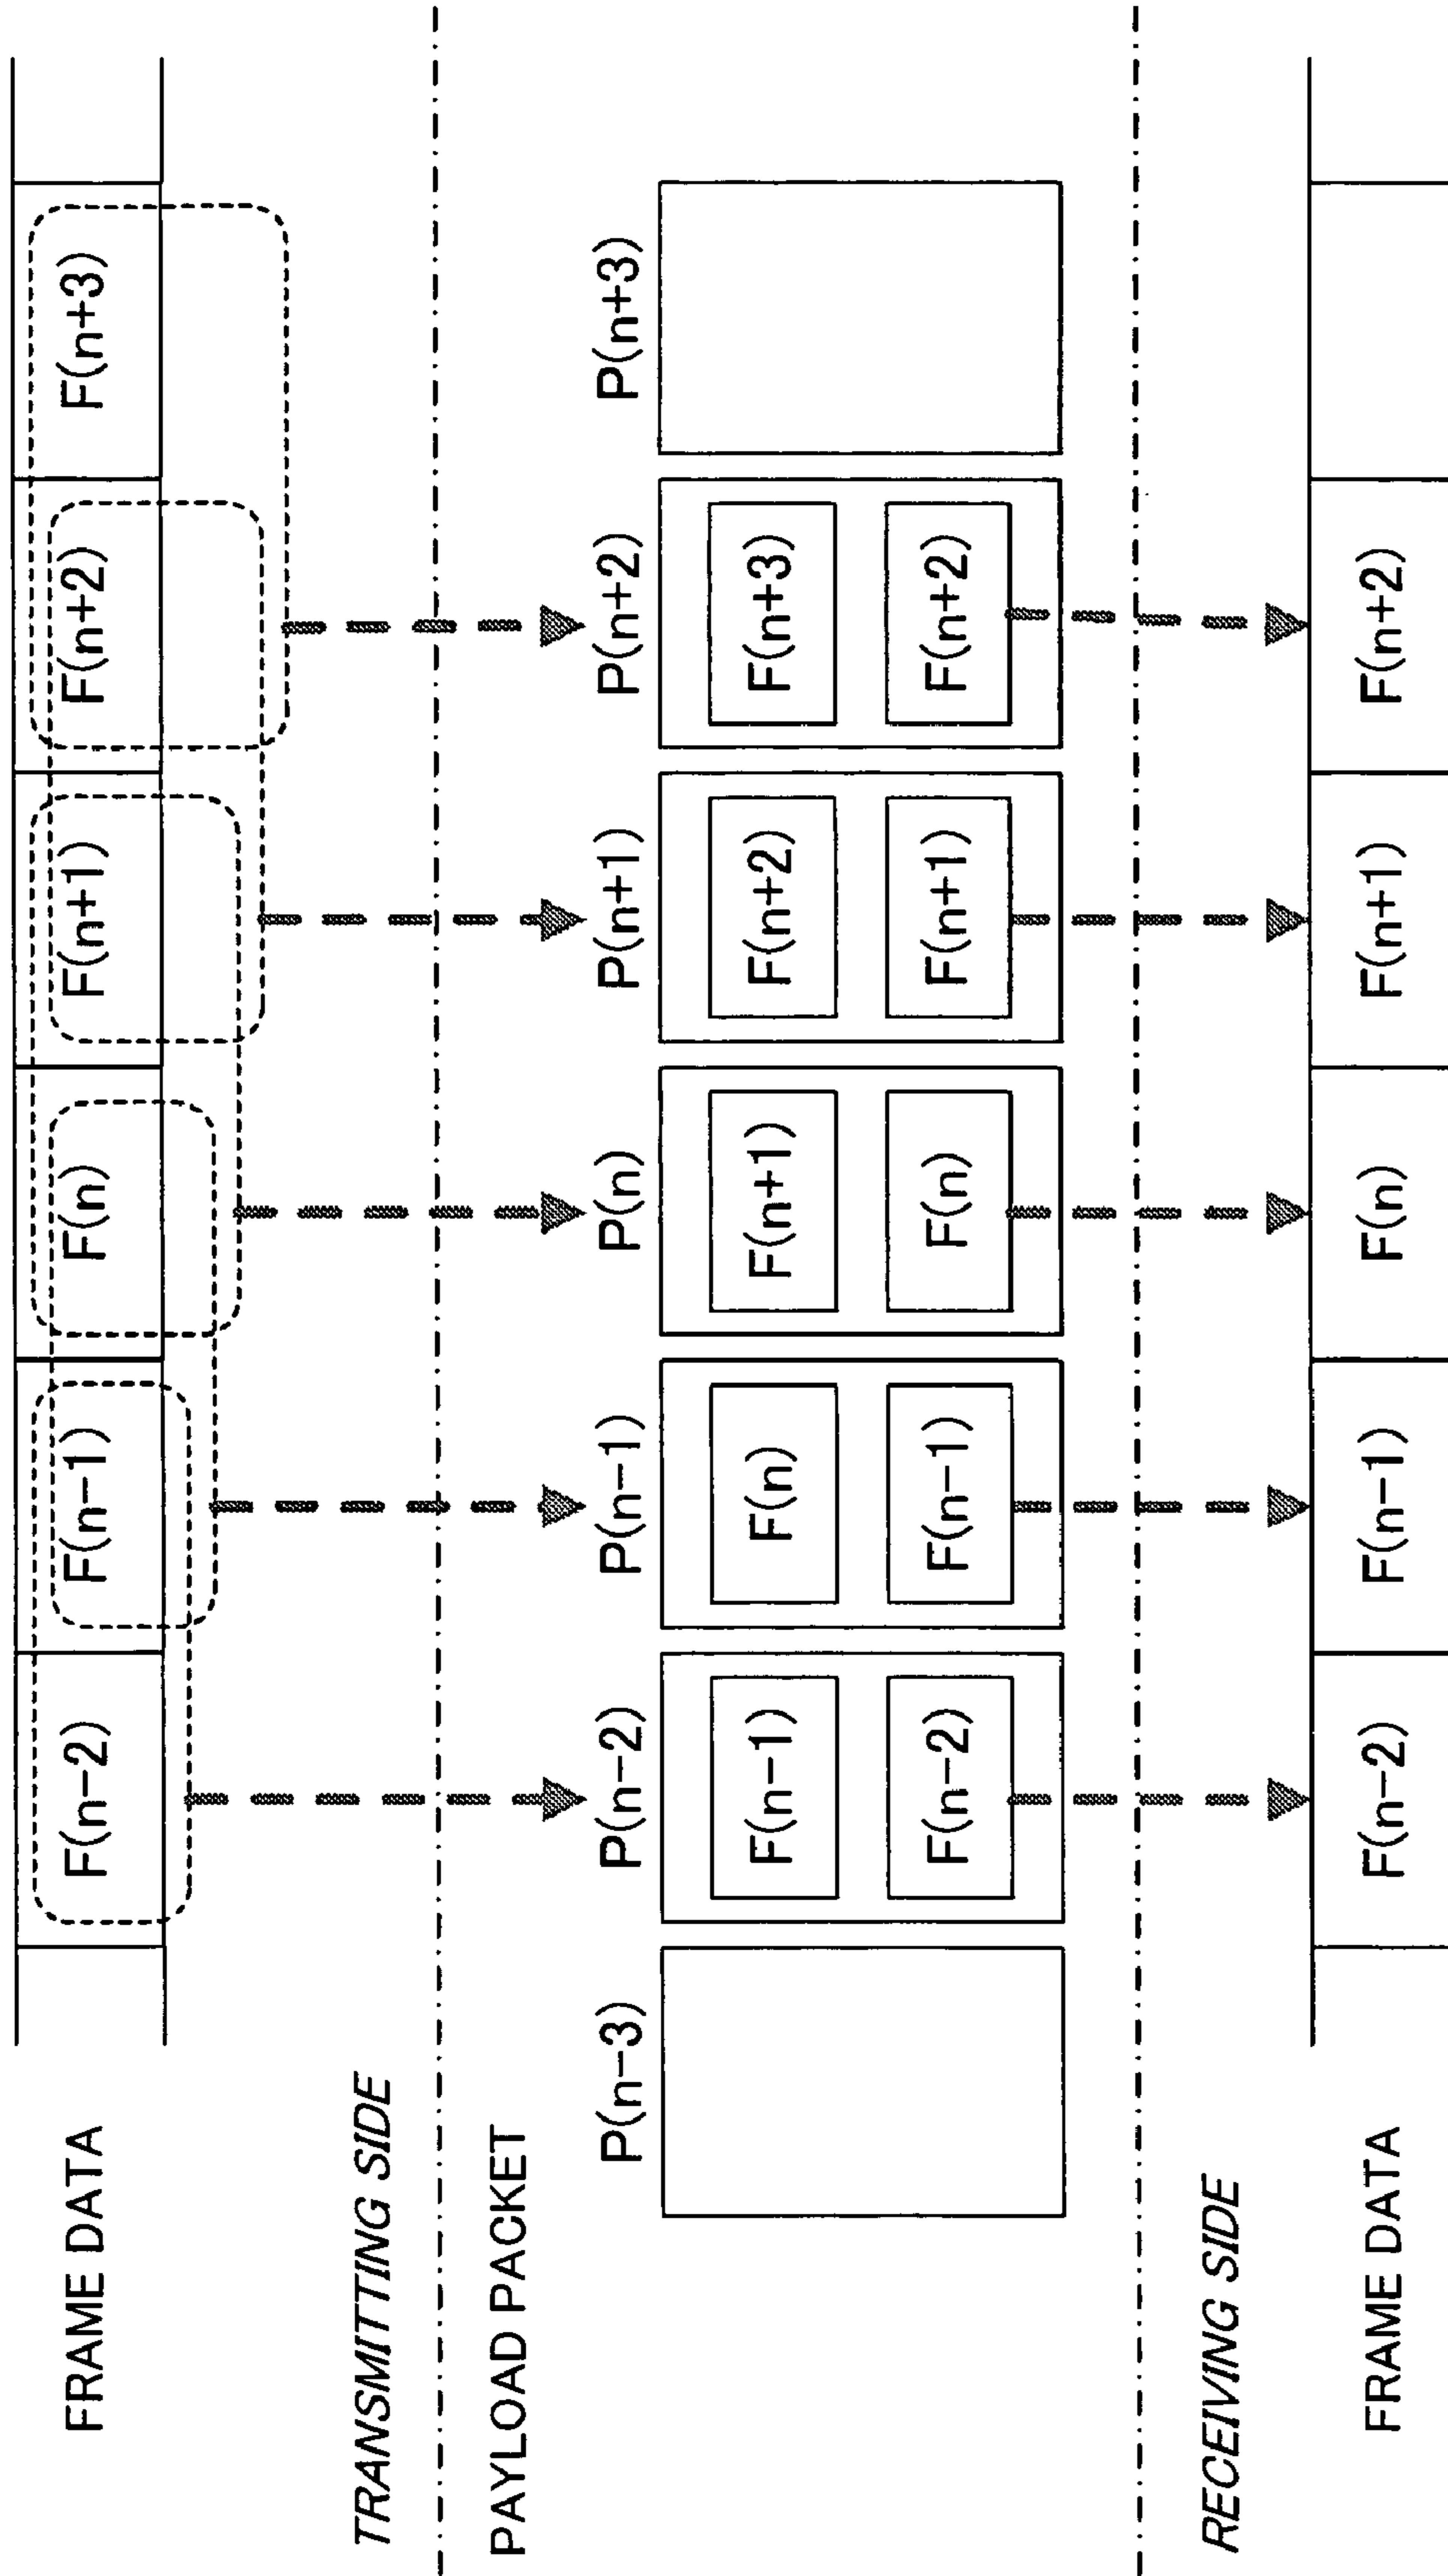 FRAME DATA
F(n−2) F(n−1) F(n) F(n+1) F(n+2) F(n+3)
TRANSMITTING SIDE
PAYLOAD PACKET
P(n−3) P(n−2) P(n−1) P(n) P(n+1) P(n+2) P(n+3)
F(n−1) F(n) F(n+1) F(n+2) F(n+3)
F(n−2) F(n−1) F(n) F(n+1) F(n+2)
RECEIVING SIDE
FRAME DATA
F(n−2) F(n−1) F(n) F(n+1) F(n+2)